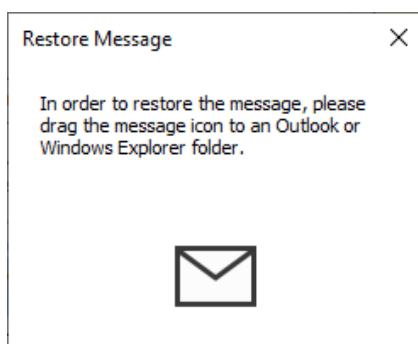 Restore Message
In order to restore the message, please
drag the message icon to an Outlook or
Windows Explorer folder.